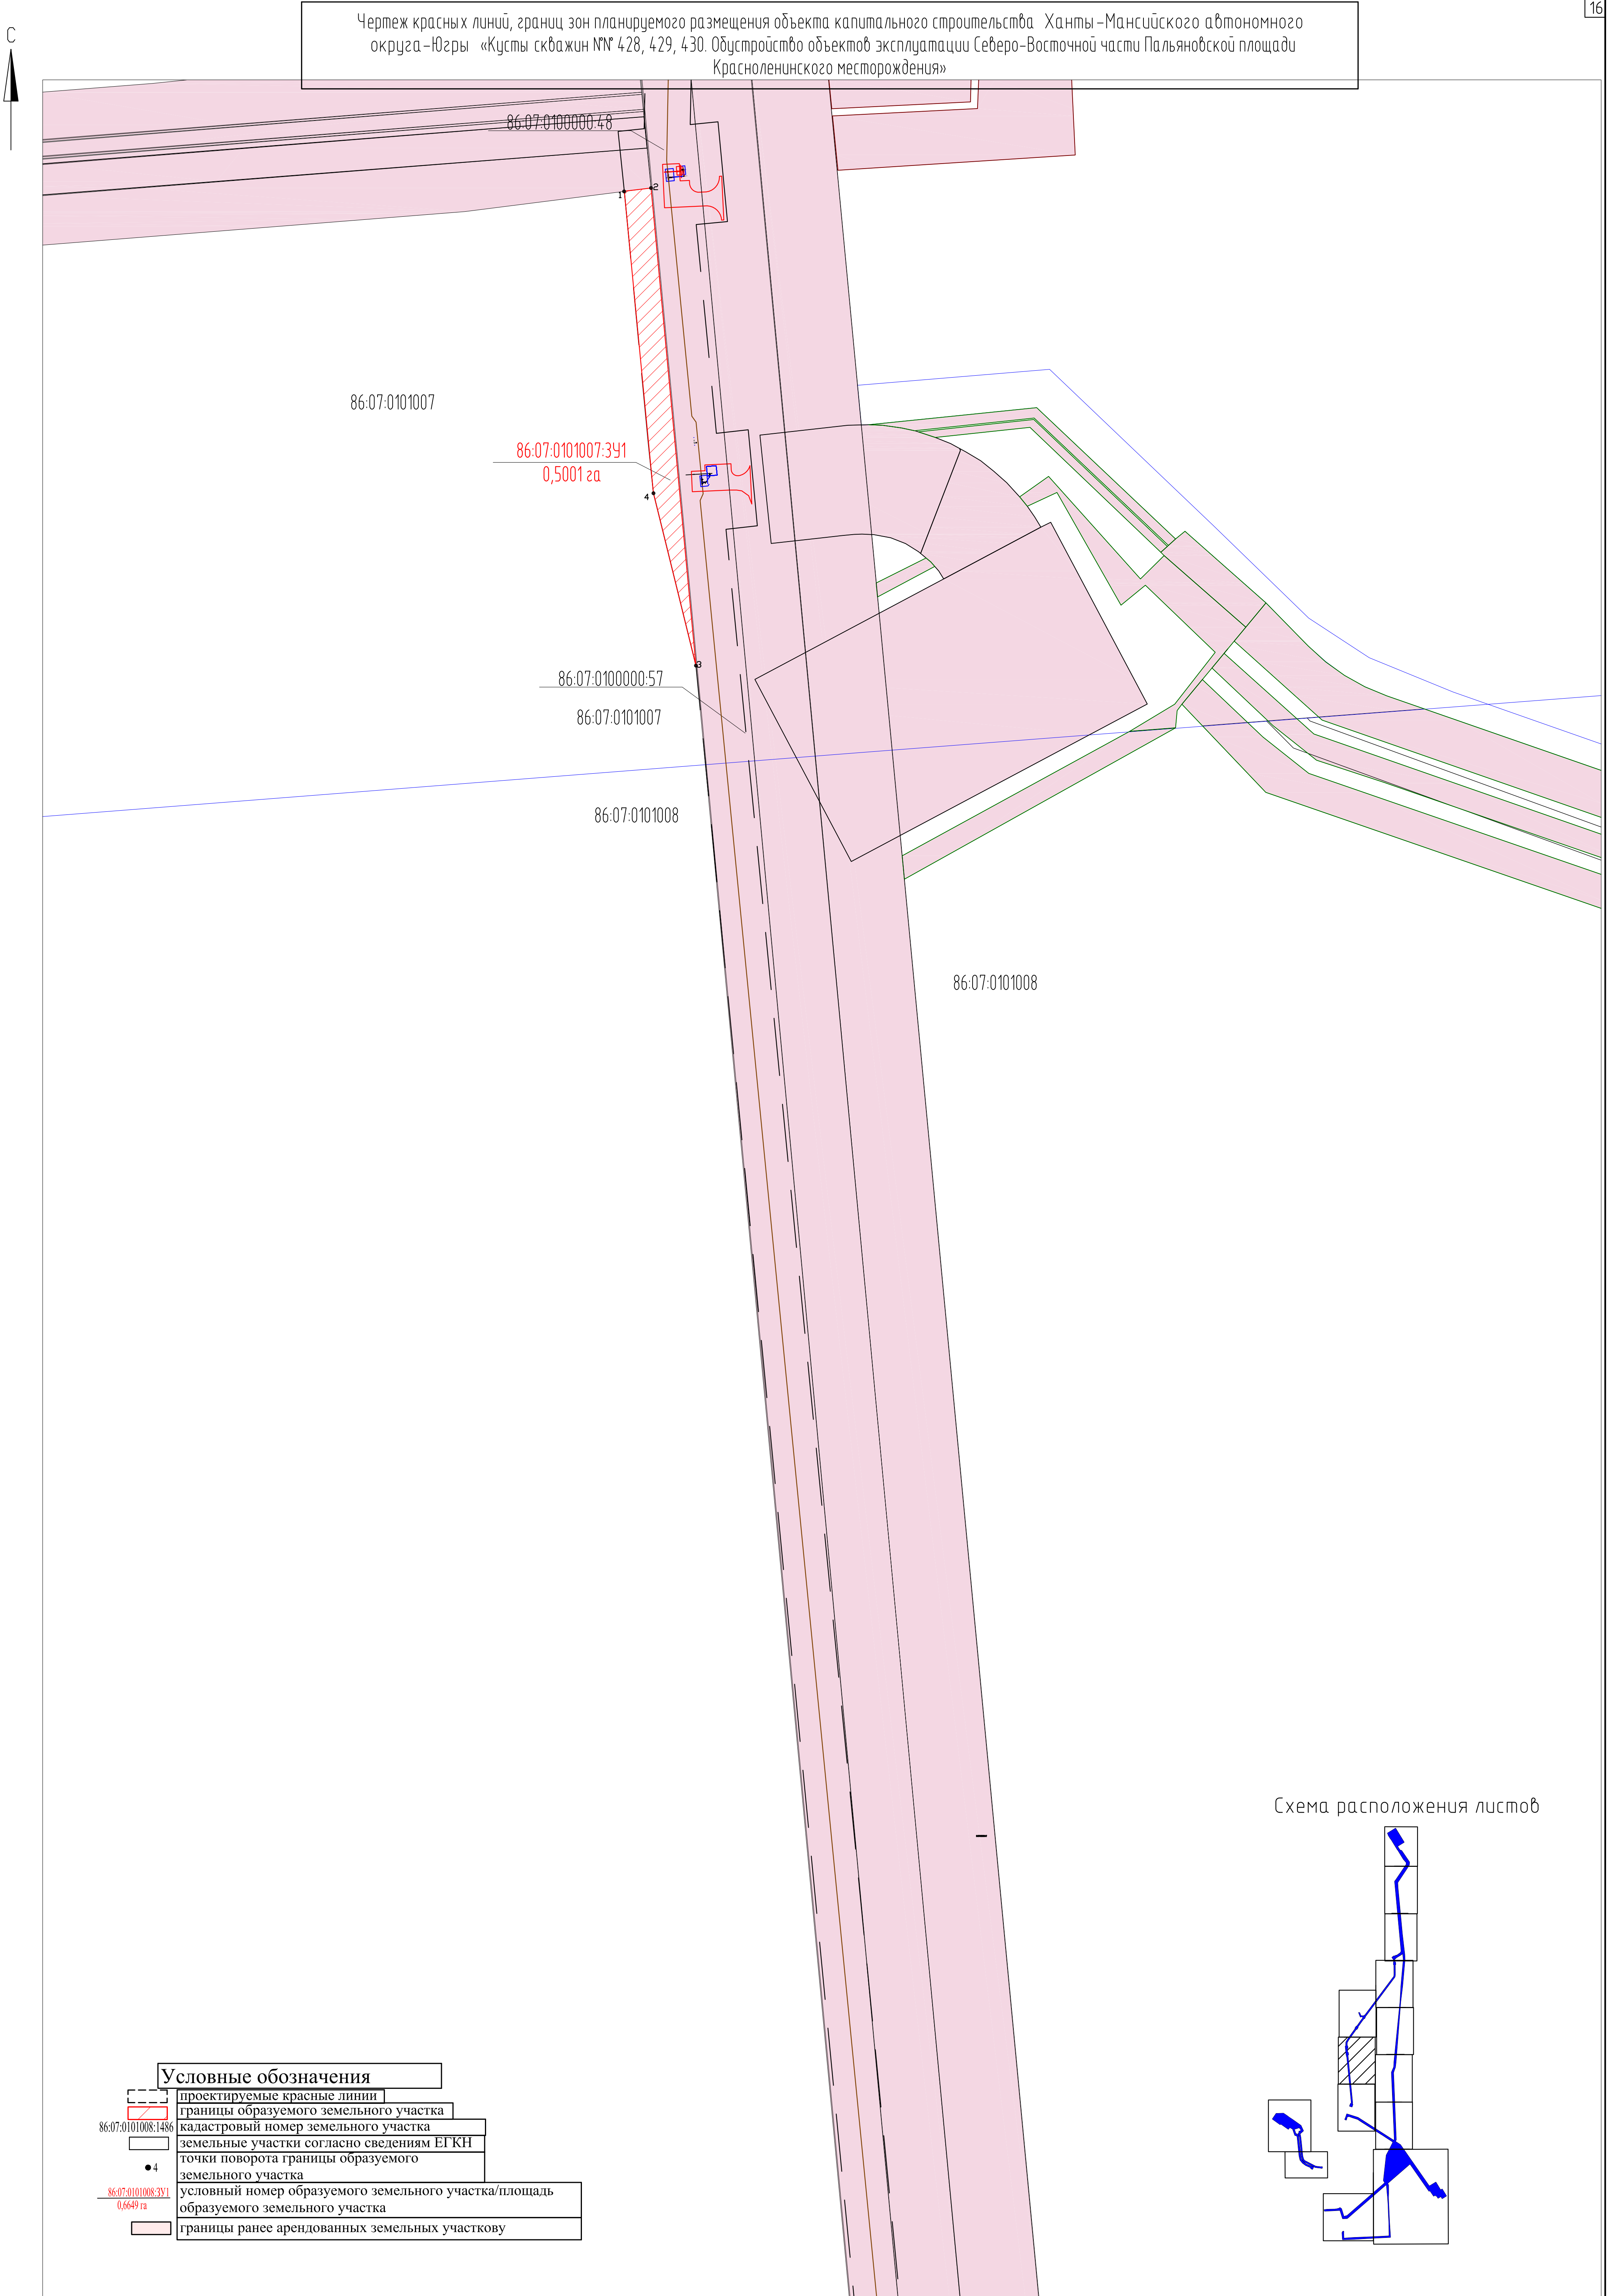 16
Чертеж красных линий, границ зон планируемого размещения объекта капитального строительства Ханты-Мансийского автономного
округа-Югры «Кусты скважин №№ 428, 429, 430. Обустройство объектов эксплуатации Северо-Восточной части Пальяновской площади
Красноленинского месторождения»
С
86:07:0100000:48
1
2
86:07:0101007
86:07:0101007:ЗУ1
0,5001 га
4
3
86:07:0100000:57
86:07:0101007
86:07:0101008
86:07:0101008
Схема расположения листов
Условные обозначения
проектируемые красные линии
границы образуемого земельного участка
86:07:0101008:1486 кадастровый номер земельного участка
земельные участки согласно сведениям ЕГКН
точки поворота границы образуемого
4
земельного участка
86:07:0101008:ЗУ1 условный номер образуемого земельного участка/площадь
0,6649 га образуемого земельного участка
границы ранее арендованных земельных участкову